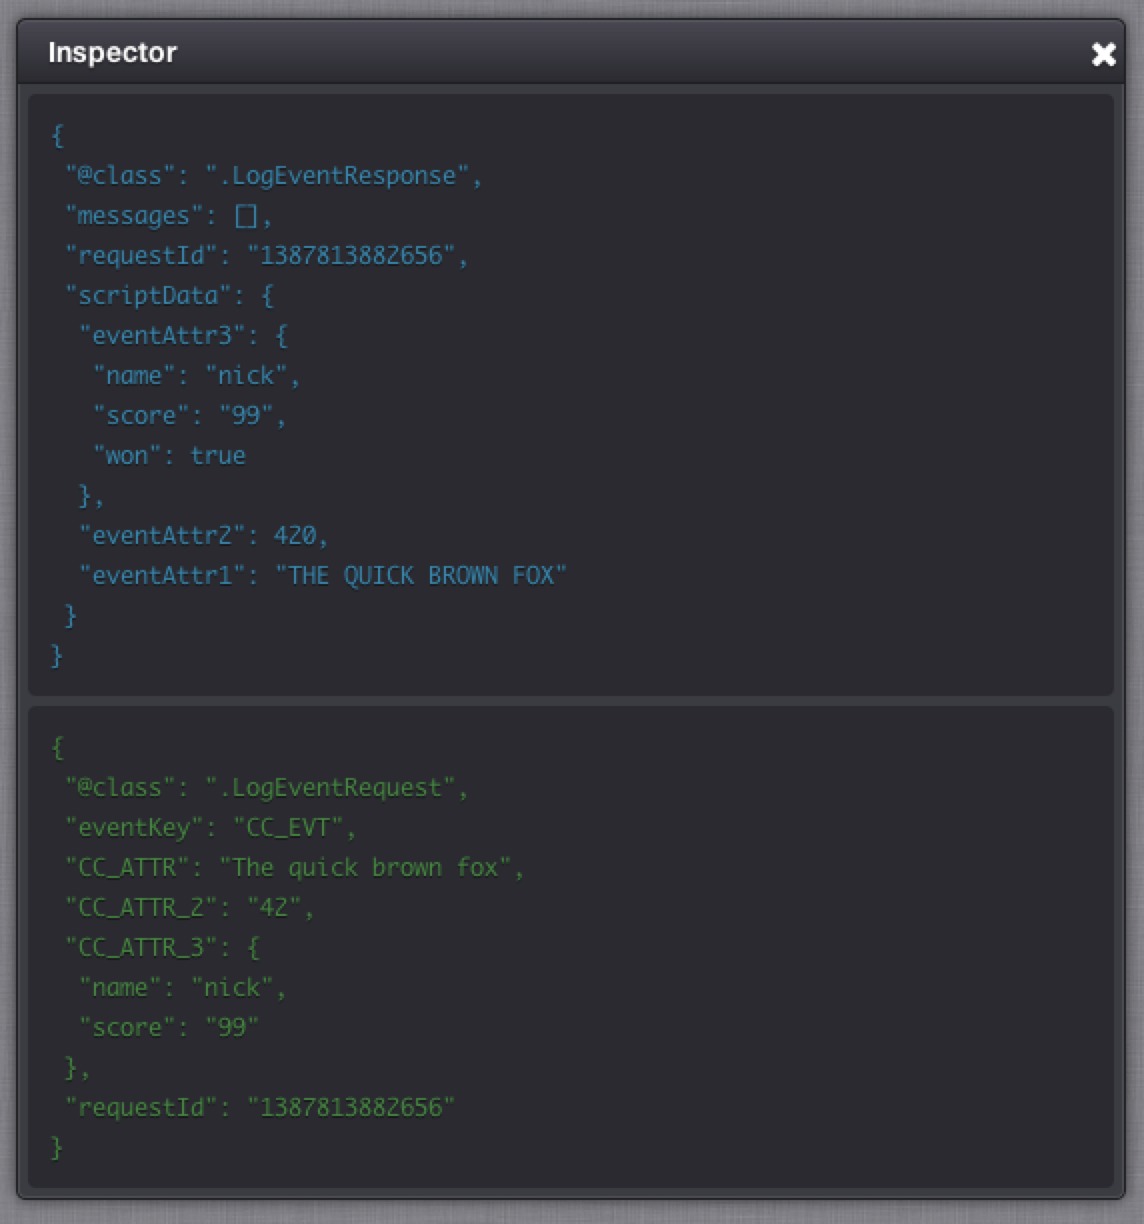 Inspector
{
"@class": ".LogEventResponse",
"messages": [],
"requestId": "1387813882656",
"scriptData": {
"eventAttr3": {
"name": "nick",
"score": "99",
"won": true
},
"eventAttr2": 420,
"eventAttr1": "THE QUICK BROWN FOX"
}
}
{
"@class": ".LogEventRequest",
"eventKey": "CC_EVT",
"CC_ATTR": "The quick brown fox",
"CC_ATTR_2": "42",
"CC_ATTR_3": {
"name": "nick",
"score": "99"
},
"requestId": "1387813882656"
}